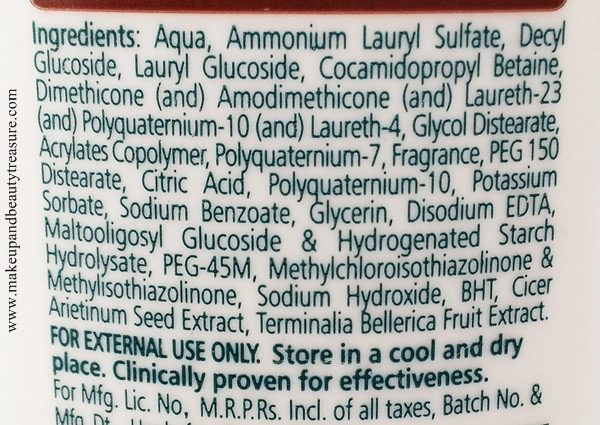 Ingredients: Aqua, Ammonium Lauryl Sulfate, Decyl
Glucoside, Lauryl Glucoside, Cocamidopropyl Betaine,
Dimethicone (and) Amodimethicone (and) Laureth-23
(and) Polyquaternium-10 (and) Laureth-4, Glycol Distearate,
Acrylates Copolymer, Polyquaternium-7, Fragrance, PEG 150
Distearate, Citric Acid, Polyquaternium-10, Potassium
Sorbate, Sodium Benzoate, Glycerin, Disodium EDTA,
Maltooligosyl Glucoside & Hydrogenated Starch
Hydrolysate, PEG-45M, Methylchloroisothiazolinone &
Methylisothiazolinone, Sodium Hydroxide, BHT, Cicer
Arietinum Seed Extract, Terminalia Bellerica Fruit Extract.
FOR EXTERNAL USE ONLY. Store in a cool and dry
place. Clinically proven for effectiveness.
For Mfg. Lic. No, M.R.P.Rs. Incl. of all taxes, Batch No. &
www.makeupandbeautytreasure.com